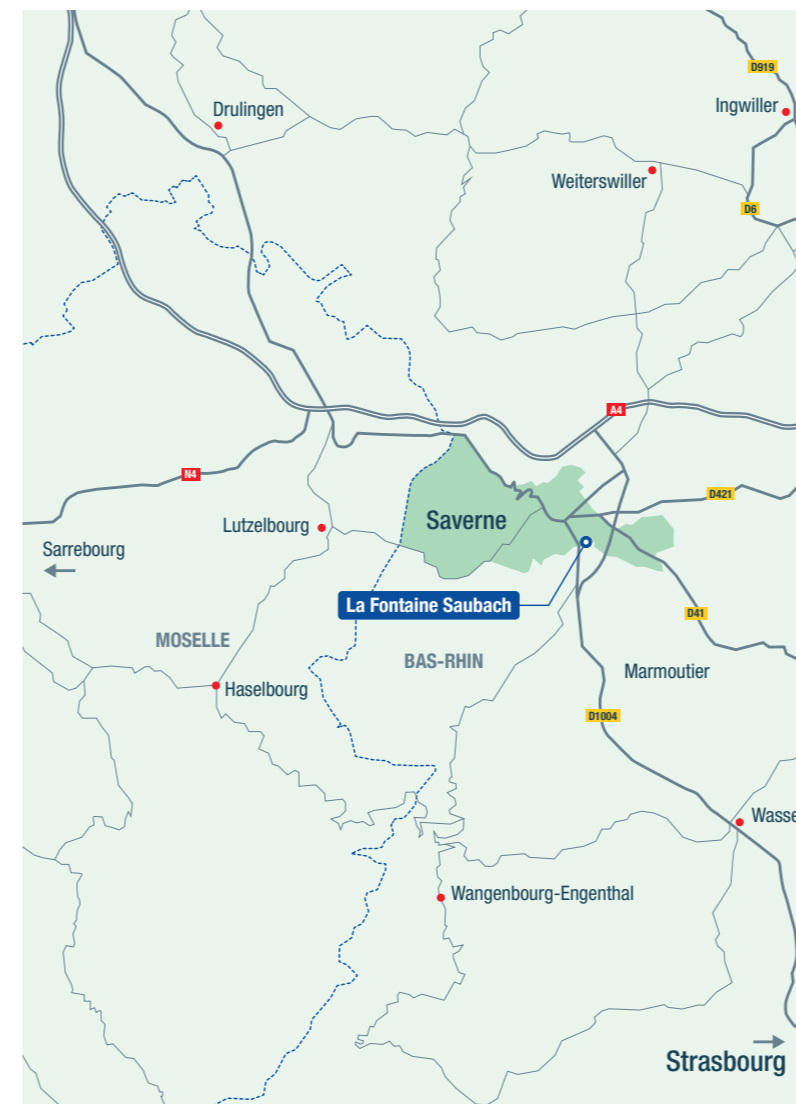 D919
Drulingen
Ingwiller
Weiterswiller
D6
A4
N4
D421
Saverne
Lutzelbourg
Sarrebourg
La Fontaine Saubach
D41
MOSELLE
BAS-RHIN
Marmoutier
Haselbourg
D1004
Wasse
Wangenbourg-Engenthal
Strasbourg